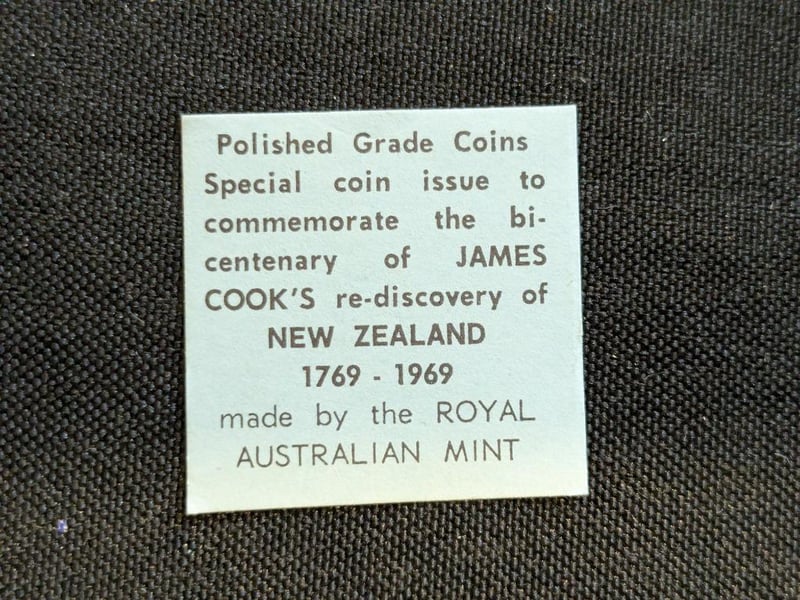 Polished Grade Coins
Special coin issue to
commemorate the bi-
centenary of JAMES
COOK'S re-discovery of
NEW ZEALAND
1769 - 1969
made by the ROYAL
AUSTRALIAN MINT